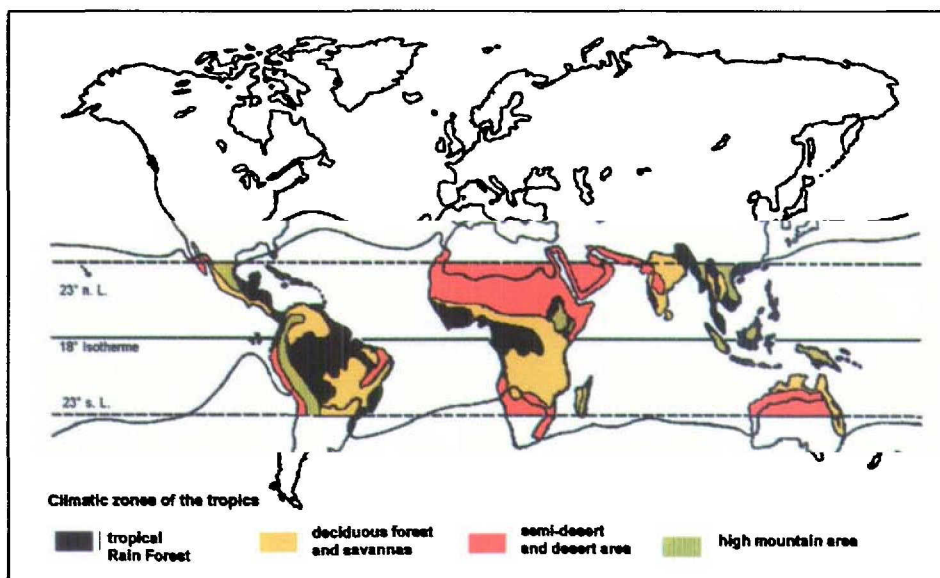 23° n. L.
18° Isotherme
23° s. L.
Climatic zones of the tropics
tropical
Rain Forest
deciduous forest
and savannas
semi-desert
and desert area
high mountain area